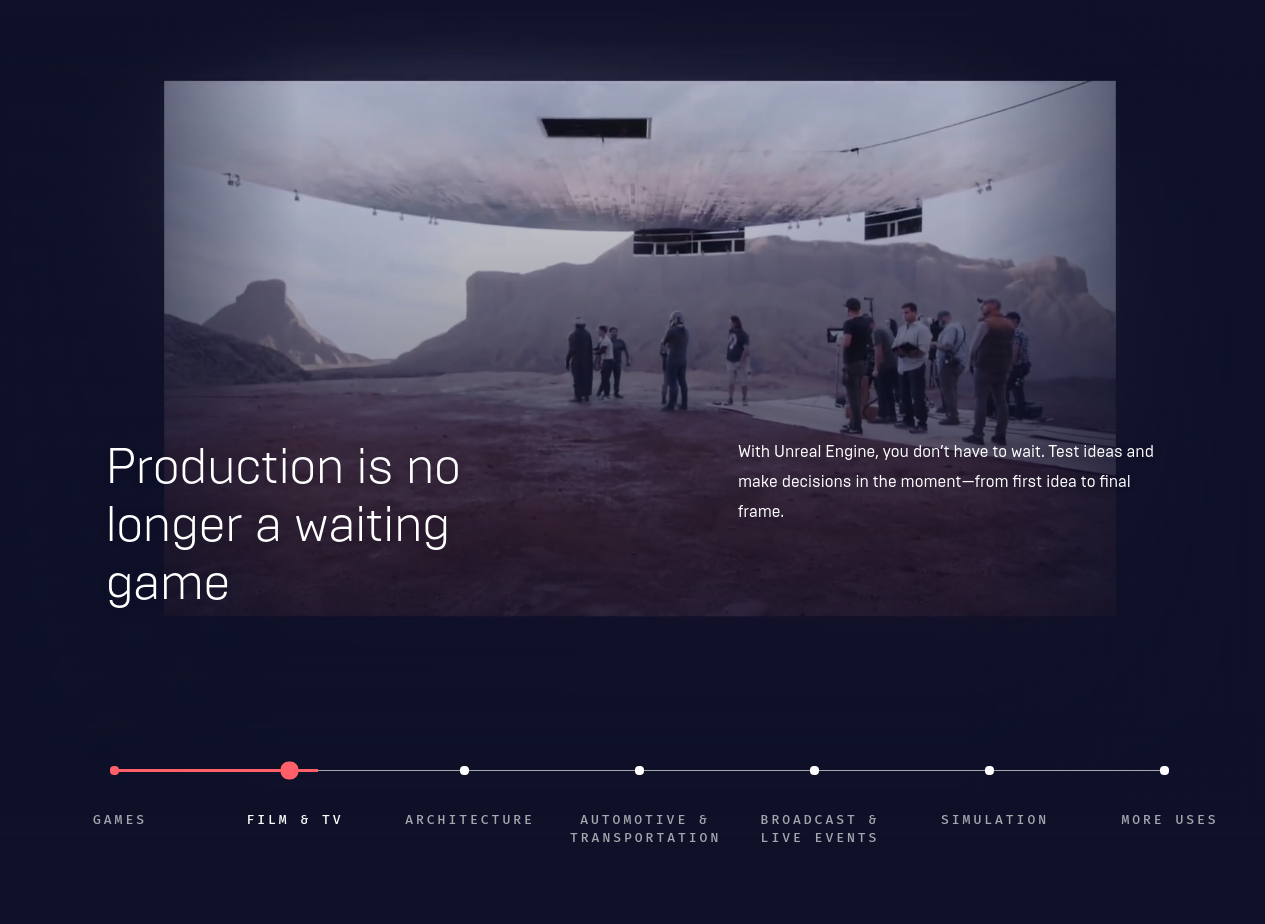 Production is no
longer a waiting
game
With Unreal Engine, you don’t have to wait. Test ideas and
make decisions in the moment—from first idea to final
frame.
GAMES
FILM & TV
ARCHITECTURE
AUTOMOTIVE &
TRANSPORTATION
BROADCAST &
LIVE EVENTS
SIMULATION
MORE USES